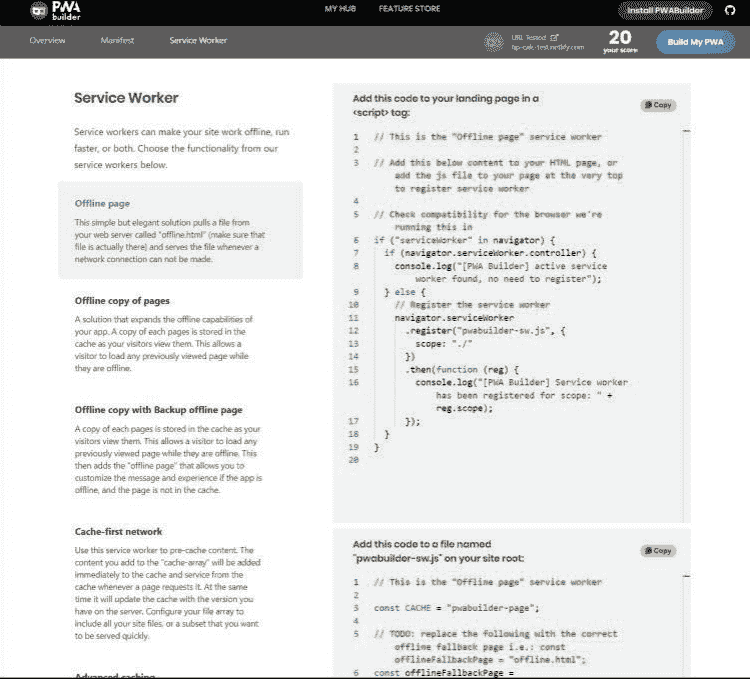 PWA
builder
MY HUB
FEATURE STORE
Install PWABuilder
Overview
Manifest
Service Worker
URL Tested
20
your score
Build My PWA
Service Worker
Service workers can make your site work offline, run
faster, or both. Choose the functionality from our
service workers below.
Offline page
This simple but elegant solution pulls a file from
your web server called "offline.html" (make sure that
file is actually there) and serves the file whenever a
network connection can not be made.
Offline copy of pages
A solution that expands the offline capabilities of
your app. A copy of each pages is stored in the
cache as your visitors view them. This allows a
visitor to load any previously viewed page while
they are offline.
Offline copy with Backup offline page
A copy of each pages is stored in the cache as your
visitors view them. This allows a visitor to load any
previously viewed page while they are offline. This
then adds the "offline page" that allows you to
customize the message and experience if the app is
offline, and the page is not in the cache.
Cache-first network
Use this service worker to pre-cache content. The
content you add to the "cache-array" will be added
immediately to the cache and service from the
cache whenever a page requests it. At the same
time it will update the cache with the version you
have on the server. Configure your file array to
include all your site files, or a subset that you want
to be served quickly.
Advanced caching
Add this code to your landing page in a
<script> tag:
Copy
1 // This is the "Offline page" service worker
2
3 // Add this below content to your HTML page, or
add the js file to your page at the very top
to register service worker
4
5 // Check compatibility for the browser we're
running this in
6 if ("serviceWorker" in navigator) {
7 if (navigator.serviceWorker.controller) {
8 console.log("[PWA Builder] active service
worker found, no need to register");
9 } else {
10 // Register the service worker
11 navigator.serviceWorker
12 .register("pwabuilder-sw.js", {
13 scope: "./"
14 })
15 .then(function (reg) {
16 console.log("[PWA Builder] Service worker
has been registered for scope: " +
reg.scope);
17 });
18 }
19 }
20
Add this code to a file named
"pwabuilder-sw.js" on your site root:
Copy
1 // This is the "Offline page" service worker
2
3 const CACHE = "pwabuilder-page";
4
5 // TODO: replace the following with the correct
offline fallback page i.e.: const
offlineFallbackPage = "offline.html";
6 const offlineFallbackPage =